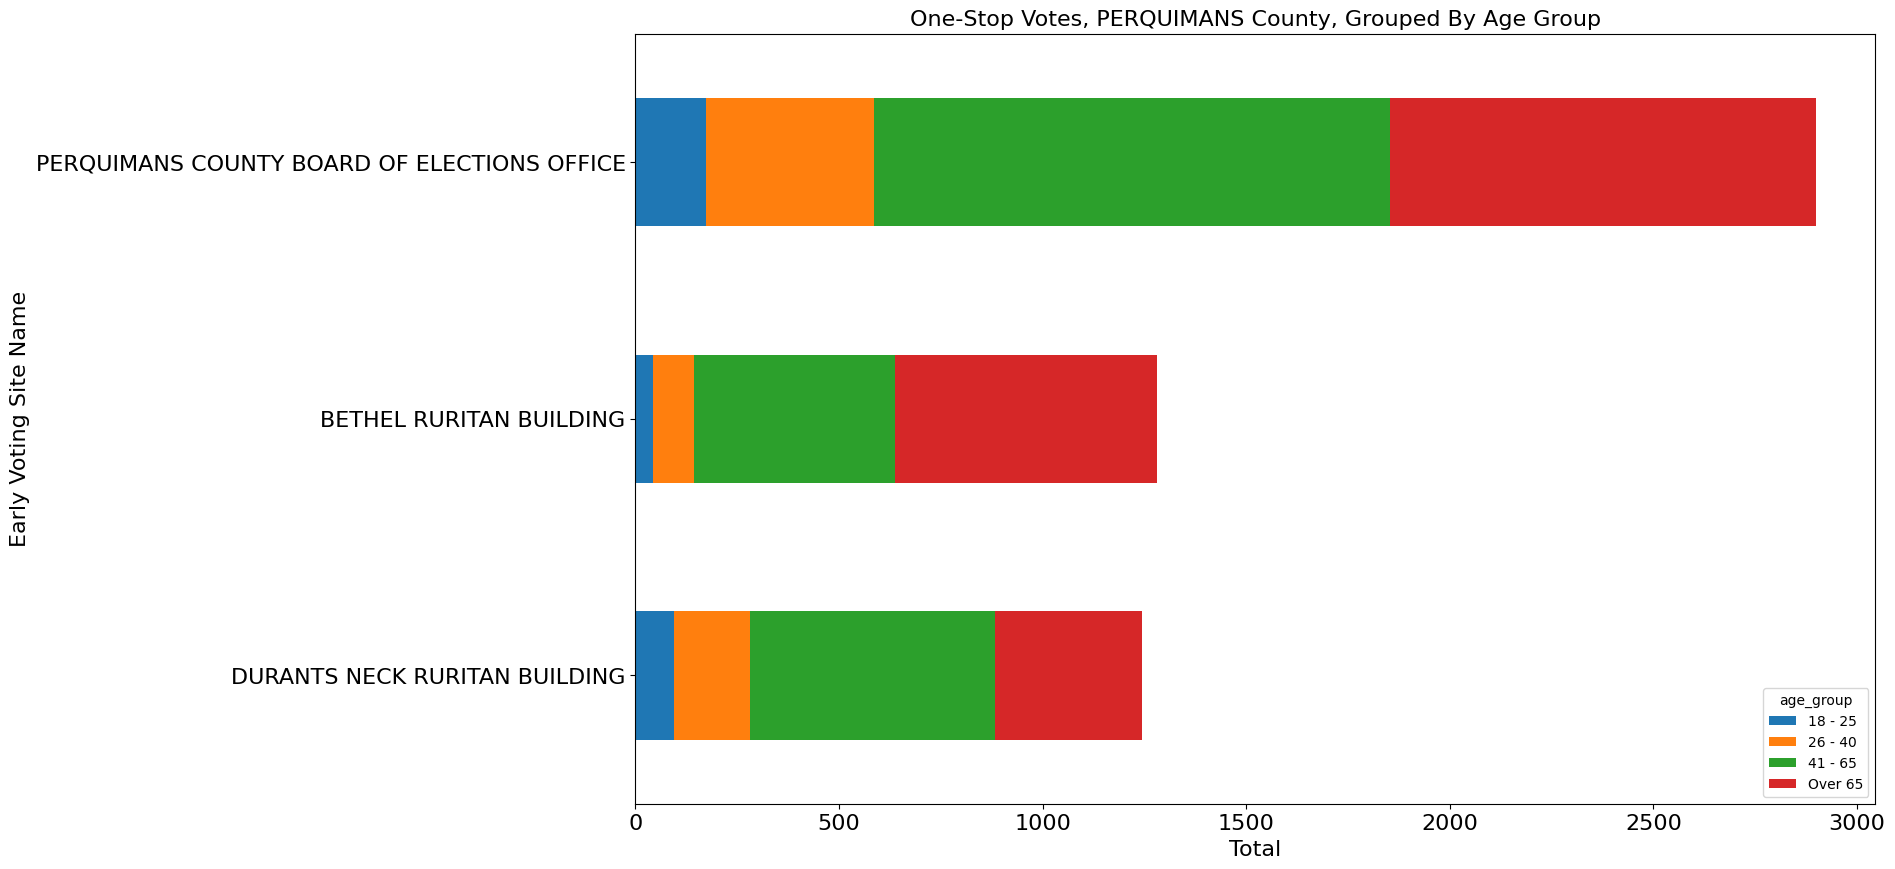 One-Stop Votes, PERQUIMANS County, Grouped By Age Group
Early Voting Site Name
PERQUIMANS COUNTY BOARD OF ELECTIONS OFFICE
BETHEL RURITAN BUILDING
DURANTS NECK RURITAN BUILDING
age_group
18 - 25
26 - 40
41 - 65
Over 65
0 500 1000 1500 2000 2500 3000
Total